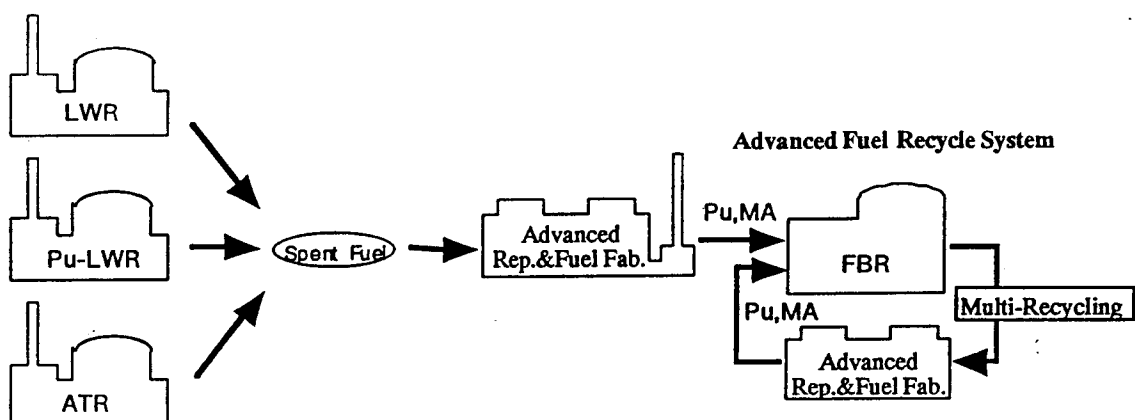 LWR
Pu-LWR
ATR
Spent Fuel
Advanced
Rep.&Fuel Fab.
Advanced Fuel Recycle System
Pu,MA
FBR
Pu,MA
Multi-Recycling
Advanced
Rep.&Fuel Fab.